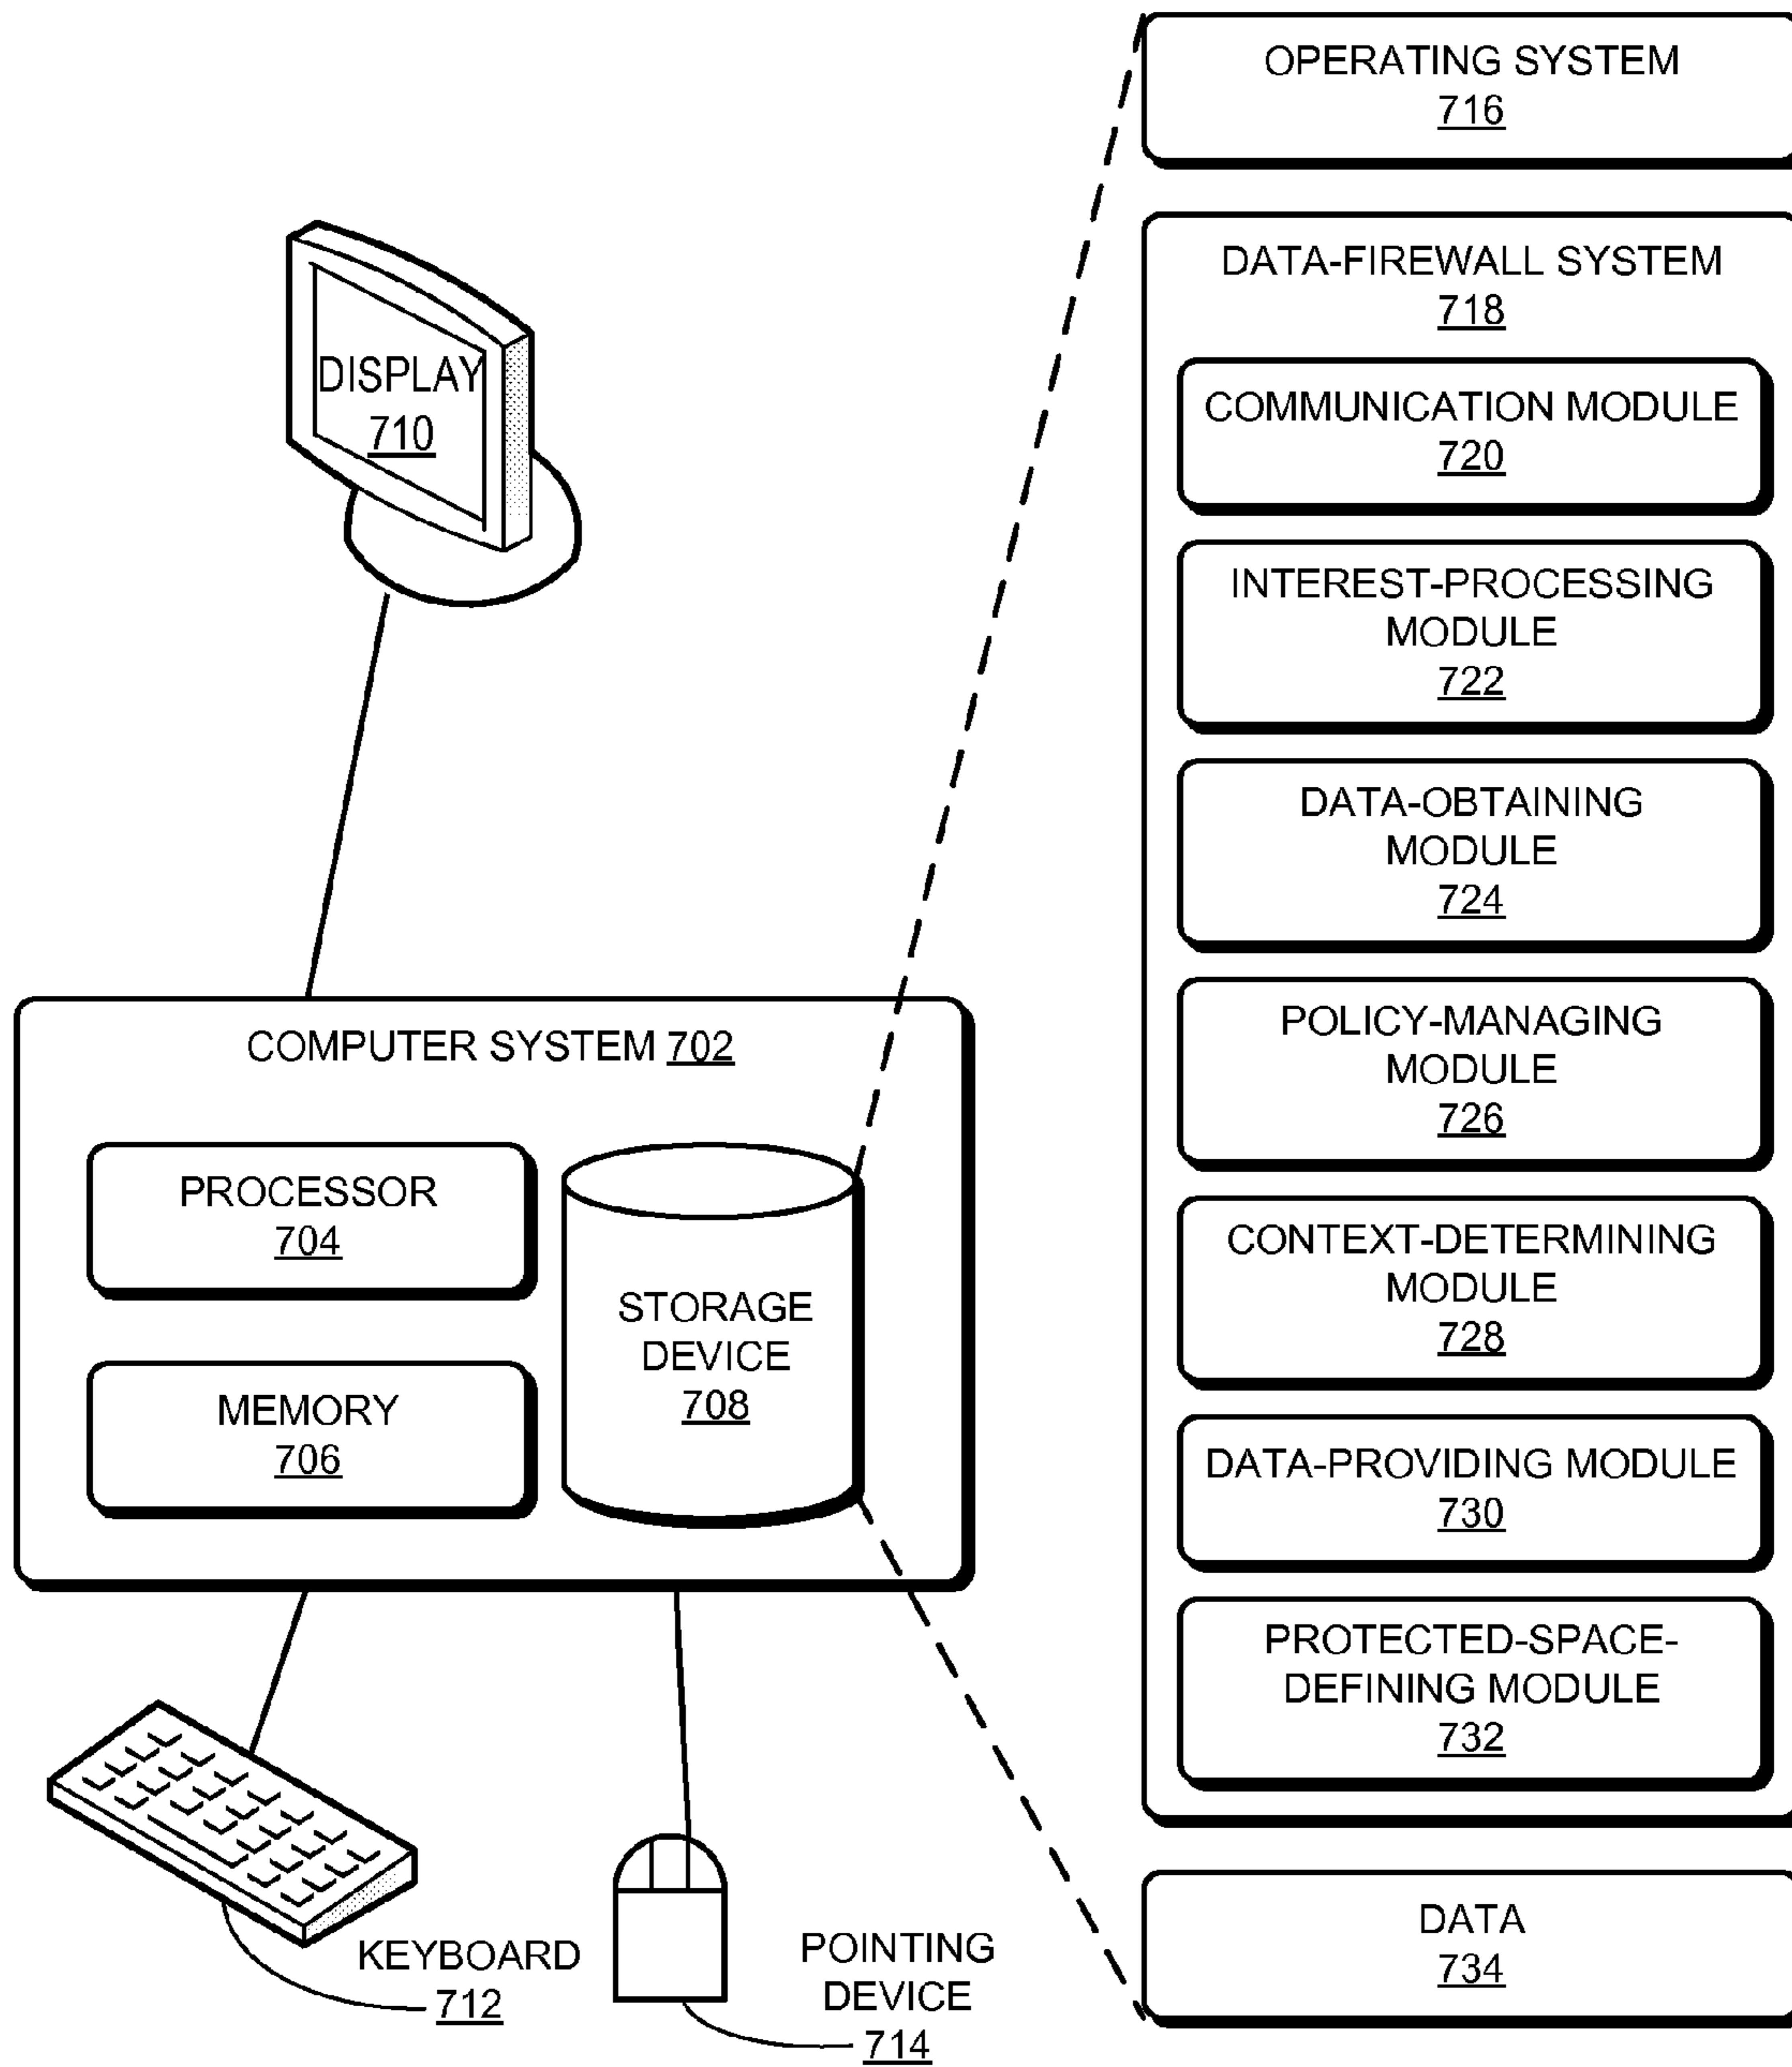 DISPLAY
710
COMPUTER SYSTEM 702
PROCESSOR
704
MEMORY
706
STORAGE
DEVICE
708
KEYBOARD
712
POINTING
DEVICE
714
OPERATING SYSTEM
716
DATA-FIREWALL SYSTEM
718
COMMUNICATION MODULE
720
INTEREST-PROCESSING
MODULE
722
DATA-OBTAINING
MODULE
724
POLICY-MANAGING
MODULE
726
CONTEXT-DETERMINING
MODULE
728
DATA-PROVIDING MODULE
730
PROTECTED-SPACE-
DEFINING MODULE
732
DATA
734